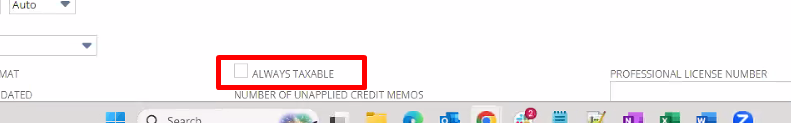 Auto
MAT
ALWAYS TAXABLE
PROFESSIONAL LICENSE NUMBER
DATED
NUMBER OF UNAPPLIED CREDIT MEMOS
Search
2